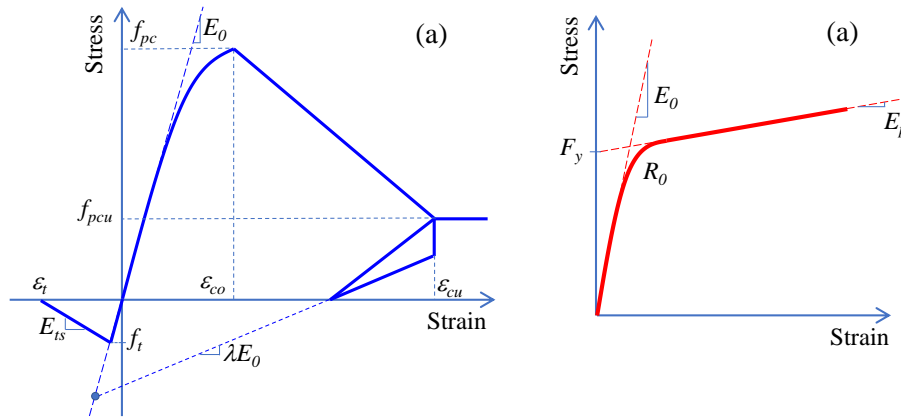 Stress
f_pc
E_0
(a)
f_pcu
ε_t
ε_co
ε_cu
Strain
E_ts
f_t
λE_0
Stress
(a)
E_0
F_y
R_0
Strain